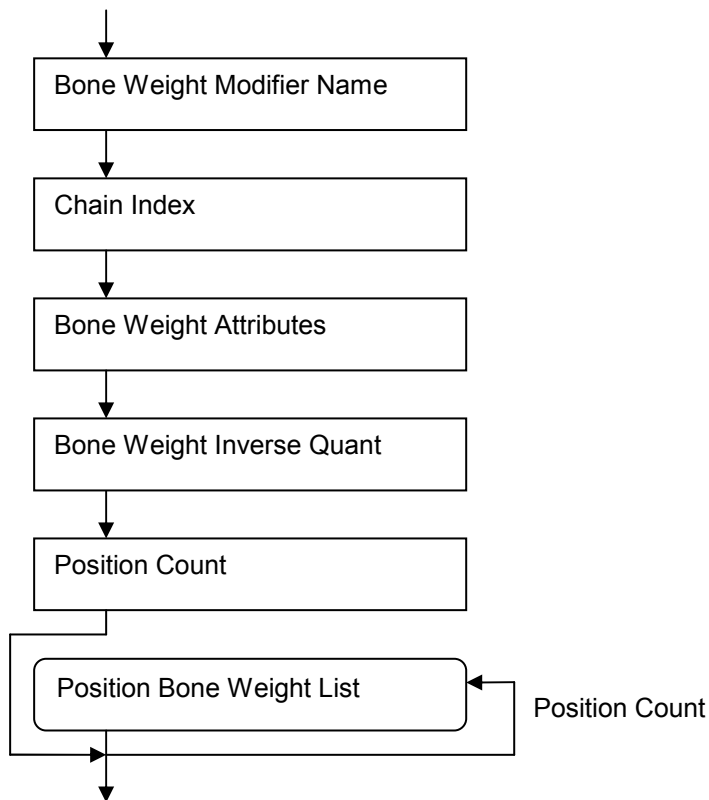 Bone Weight Modifier Name
Chain Index
Bone Weight Attributes
Bone Weight Inverse Quant
Position Count
Position Bone Weight List
Position Count